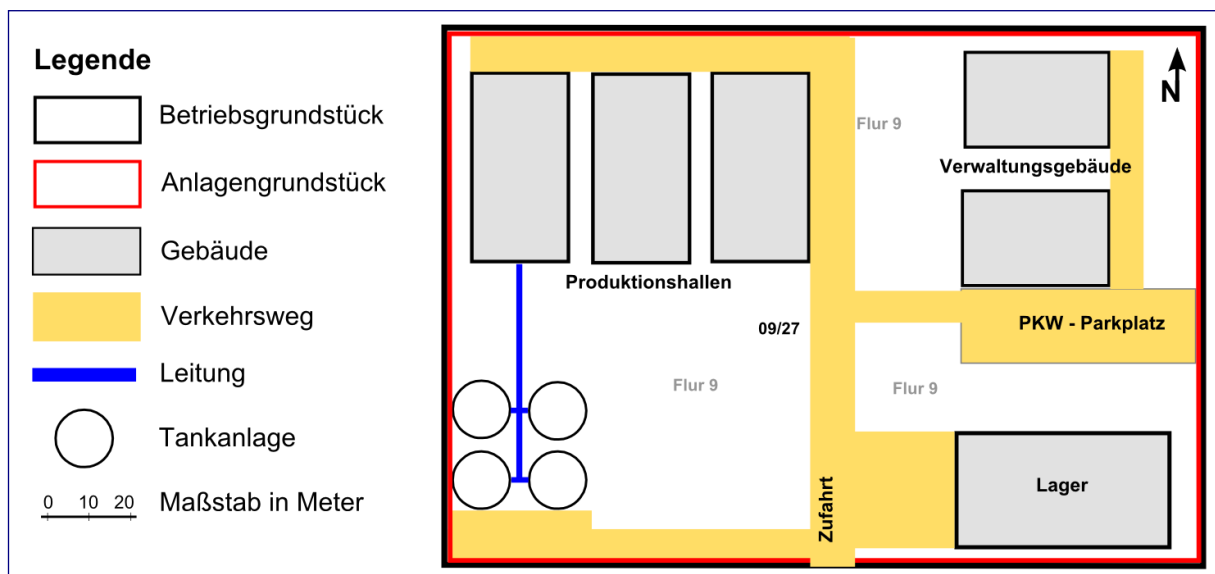 Legende
Betriebsgrundstück
Anlagengrundstück
Gebäude
Verkehrsweg
Leitung
Tankanlage
0 10 20
Maßstab in Meter
N
Flur 9
Verwaltungsgebäude
Produktionshallen
09/27
PKW - Parkplatz
Flur 9
Flur 9
Zufahrt
Lager